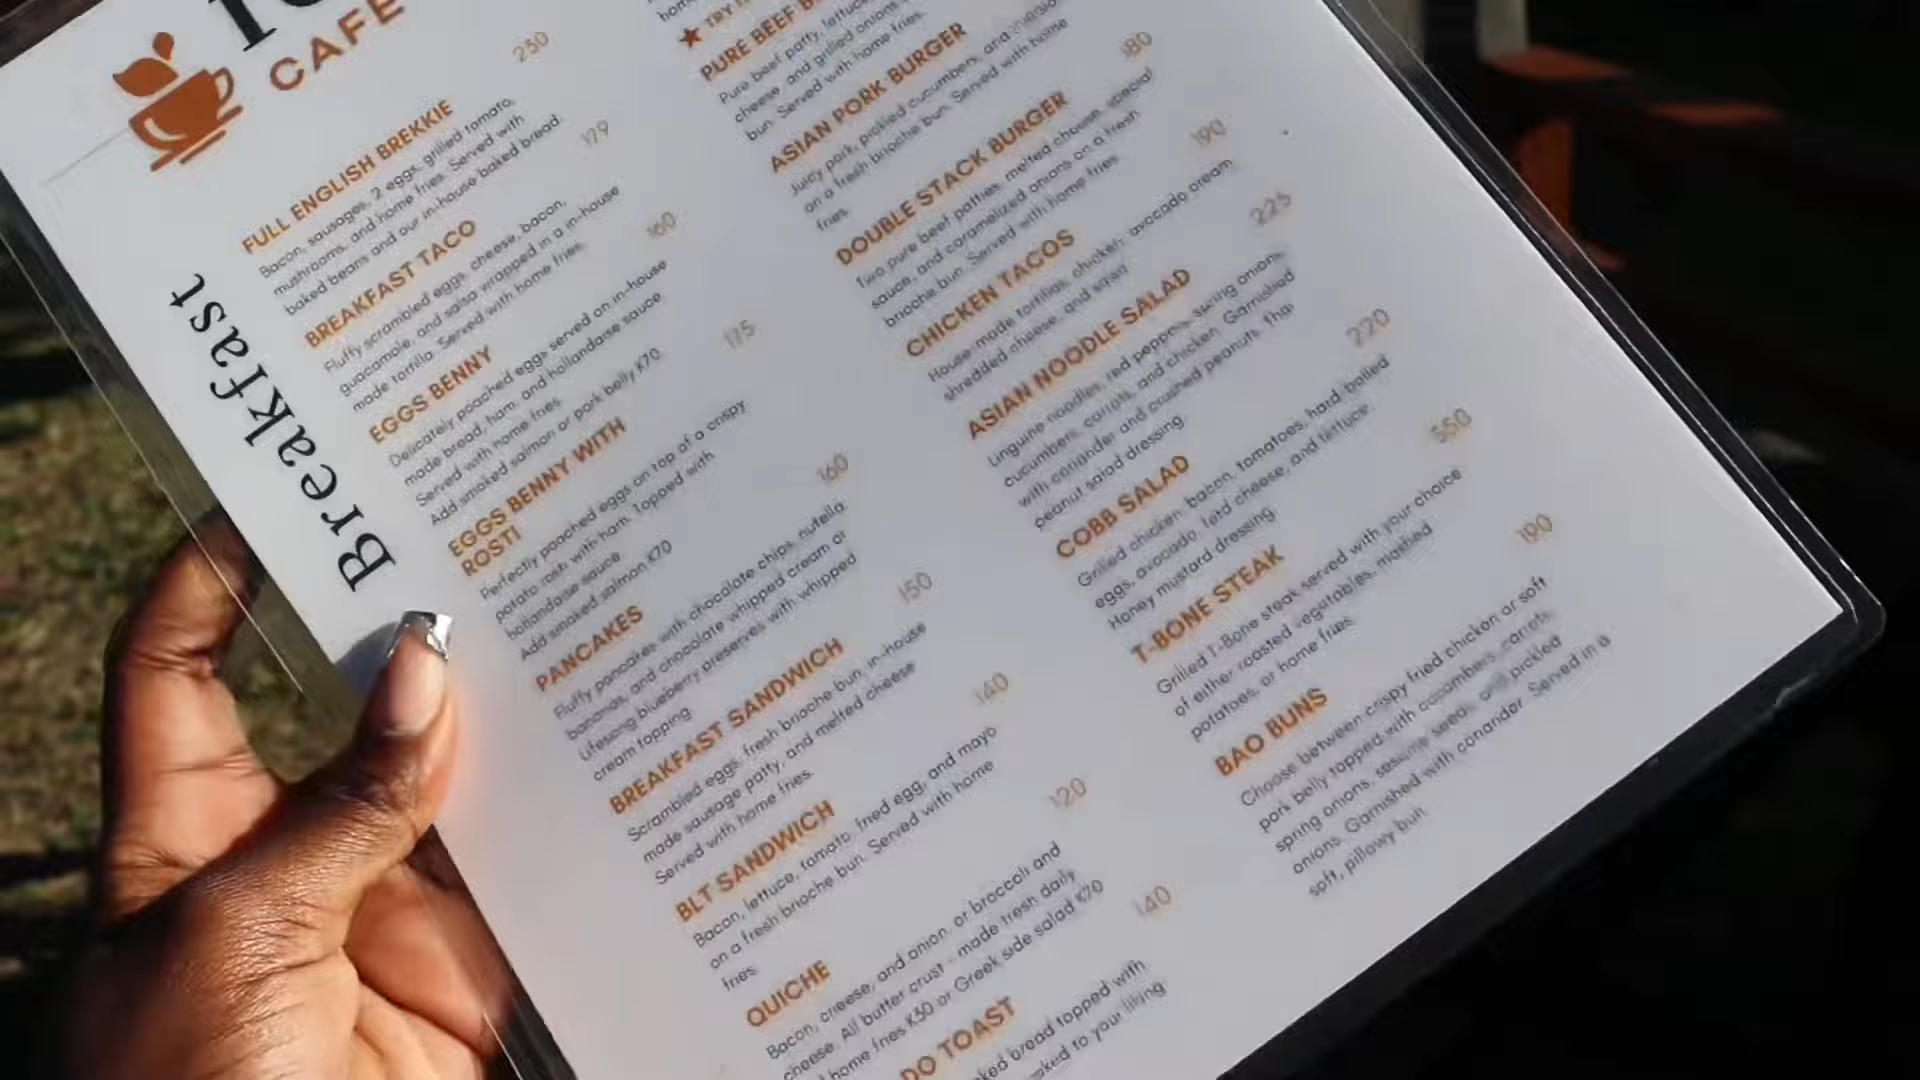 CAFE
Breakfast
FULL ENGLISH BREKKIE
250
Bacon, sausages, 2 eggs, grilled tomato,
mushrooms, and home fries. Served with
baked beans and our in-house baked bread.
BREAKFAST TACO
179
Fluffy scrambled eggs, cheese, bacon,
guacamole, and salsa wrapped in a in-house
made tortilla. Served with home fries.
EGGS BENNY
160
Delicately poached eggs served on in-house
made bread, ham, and hollandaise sauce.
Served with home fries.
Add smoked salmon or pork belly K70
EGGS BENNY WITH
ROSTI
175
Perfectly poached eggs on top of a crispy
potato rosti with ham. Topped with
hollandaise sauce
Add smoked salmon K70
PANCAKES
160
Fluffy pancakes with chocolate chips, nutella,
bananas, and chocolate whipped cream or
Lifesong blueberry preserves with whipped
cream topping
BREAKFAST SANDWICH
150
Scrambled eggs, fresh brioche bun, in-house
made sausage patty, and melted cheese
Served with home fries.
BLT SANDWICH
140
Bacon, lettuce, tomato, fried egg, and mayo
on a fresh brioche bun. Served with home
fries.
QUICHE
120
Bacon, cheese, and onion, or broccoli and
cheese. All butter crust - made fresh daily
home fries K50 or Greek side salad K70
DO TOAST
140
ked bread topped with
ked to your liking
TRY
PURE BEEF
Pure beef patty, lettuce
cheese, and grilled onions
bun. Served with home fries.
ASIAN PORK BURGER
Juicy pork, pickled cucumbers, and
on a fresh brioche bun. Served with home
fries.
DOUBLE STACK BURGER
180
Two pure beef patties, melted cheese, special
sauce, and caramelized onions on a fresh
brioche bun. Served with home fries.
CHICKEN TACOS
190
House-made tortillas, chicken, avocado cream,
shredded cheese, and salsa
ASIAN NOODLE SALAD
225
Linguine noodles, red peppers, spring onions,
cucumbers, carrots, and chicken. Garnished
with coriander and crushed peanuts. Thai
peanut salad dressing
COBB SALAD
220
Grilled chicken, bacon, tomatoes, hard-boiled
eggs, avocado, feta cheese, and lettuce.
Honey mustard dressing
T-BONE STEAK
350
Grilled T-Bone steak served with your choice
of either roasted vegetables, mashed
potatoes, or home fries.
BAO BUNS
190
Choose between crispy fried chicken or soft
pork belly topped with cucumbers, carrots,
spring onions, sesame seeds, and pickled
onions. Garnished with coriander. Served in a
soft, pillowy bun.